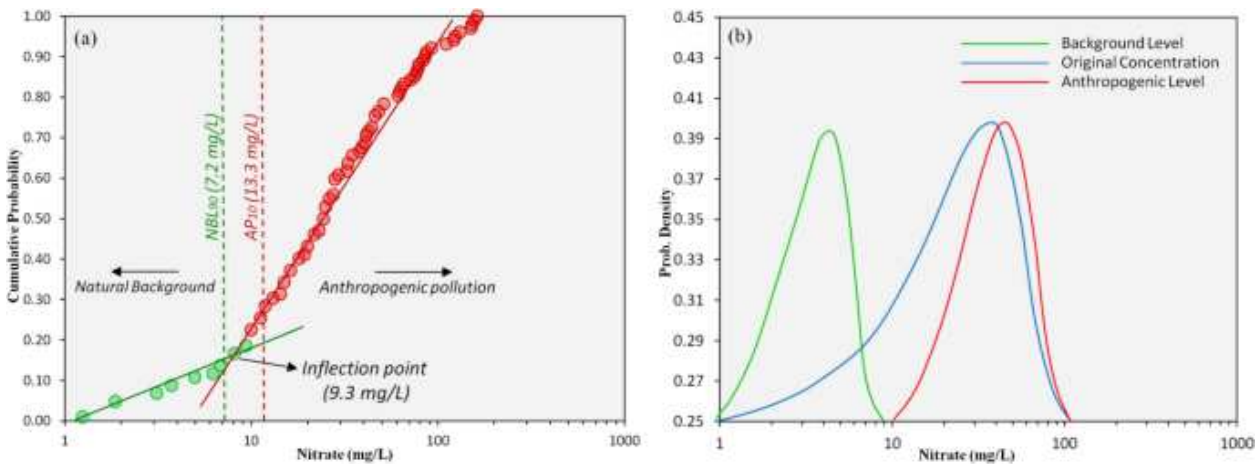 (a)
Cumulative Probability
1.00
0.90
0.80
0.70
0.60
0.50
0.40
0.30
0.20
0.10
0.00
NBL90 (7.2 mg/L)
AP10 (13.3 mg/L)
Natural Background
Anthropogenic pollution
Inflection point
(9.3 mg/L)
1 10 100 1000
Nitrate (mg/L)
(b)
Prob. Density
0.45
0.43
0.41
0.39
0.37
0.35
0.33
0.31
0.29
0.27
0.25
Background Level
Original Concentration
Anthropogenic Level
1 10 100 1000
Nitrate (mg/L)